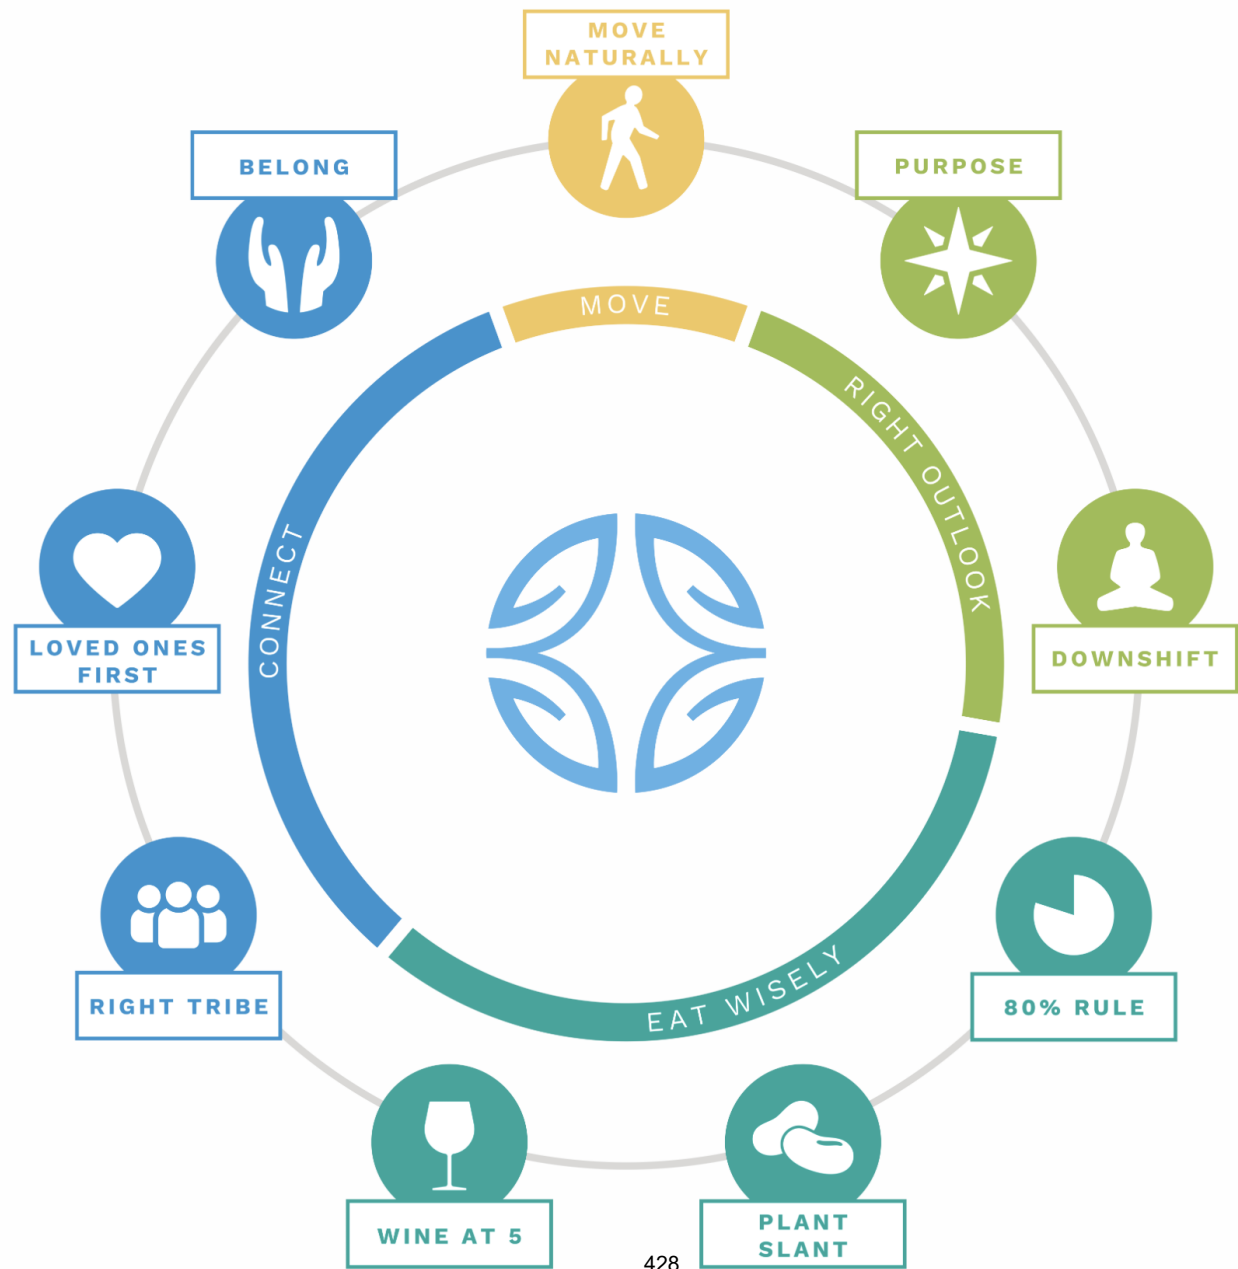 MOVE
NATURALLY
BELONG
PURPOSE
MOVE
RIGHT OUTLOOK
CONNECT
LOVED ONES
FIRST
DOWNSHIFT
EAT WISELY
RIGHT TRIBE
80% RULE
WINE AT 5
PLANT
SLANT
428